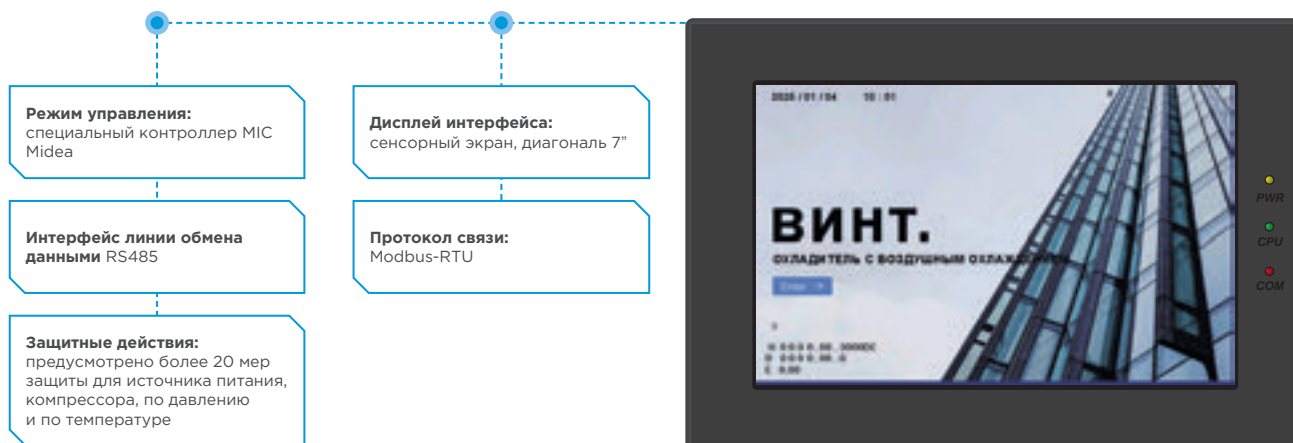 Режим управления:
специальный контроллер MIC
Midea
Интерфейс линии обмена
данными RS485
Защитные действия:
предусмотрено более 20 мер
защиты для источника питания,
компрессора, по давлению
и по температуре
Дисплей интерфейса:
сенсорный экран, диагональ 7”
Протокол связи:
Modbus-RTU
ВИНТ.
ОХЛАДИТЕЛЬ С ВОЗДУШНЫМ
Enter
PWR
CPU
COM